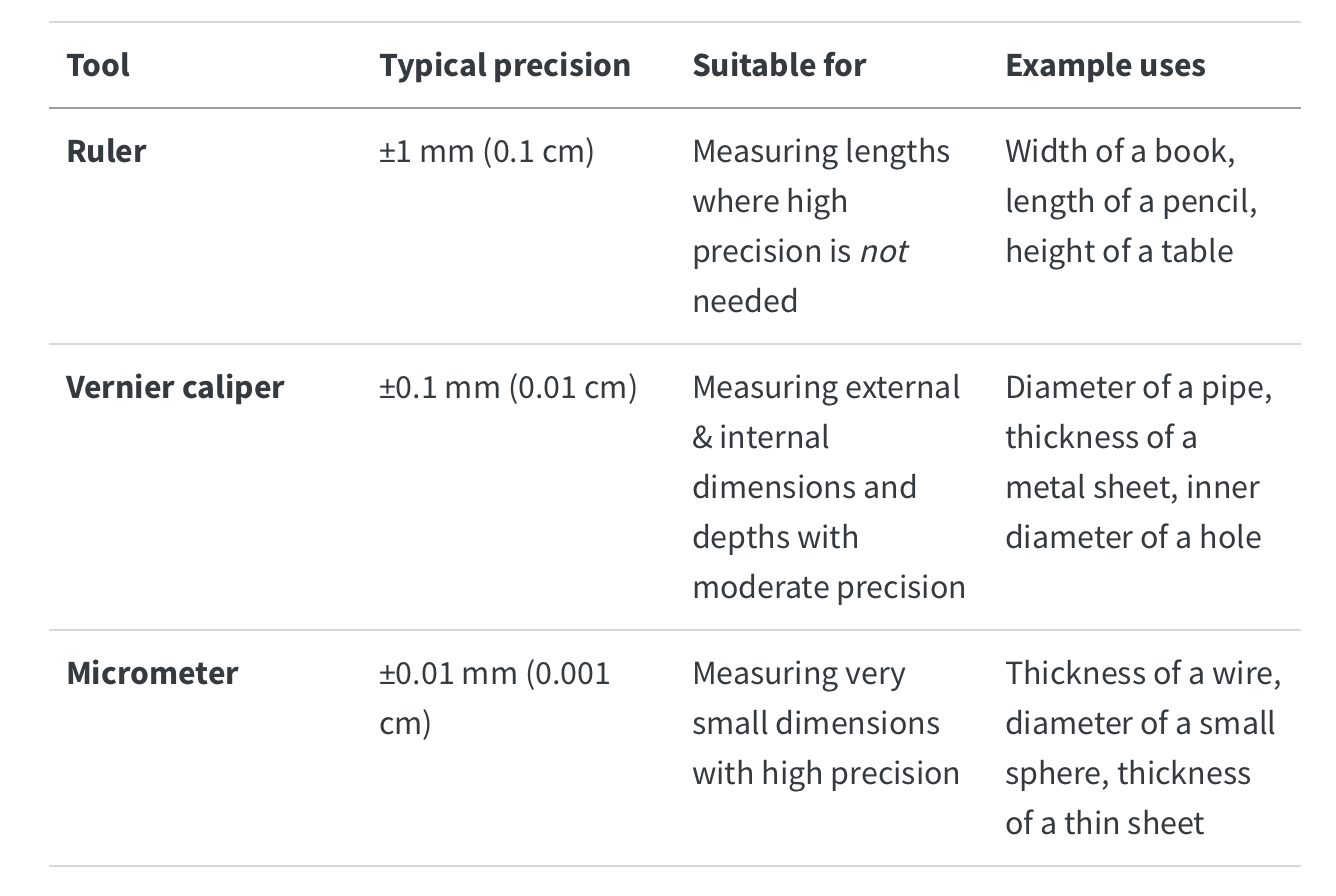 Tool Typical precision Suitable for Example uses
Ruler ±1 mm (0.1 cm) Measuring lengths Width of a book,
where high length of a pencil,
precision is not height of a table
needed
Vernier caliper ±0.1 mm (0.01 cm) Measuring external Diameter of a pipe,
& internal thickness of a
dimensions and metal sheet, inner
depths with diameter of a hole
moderate precision
Micrometer ±0.01 mm (0.001 Measuring very Thickness of a wire,
cm) small dimensions diameter of a small
with high precision sphere, thickness
of a thin sheet